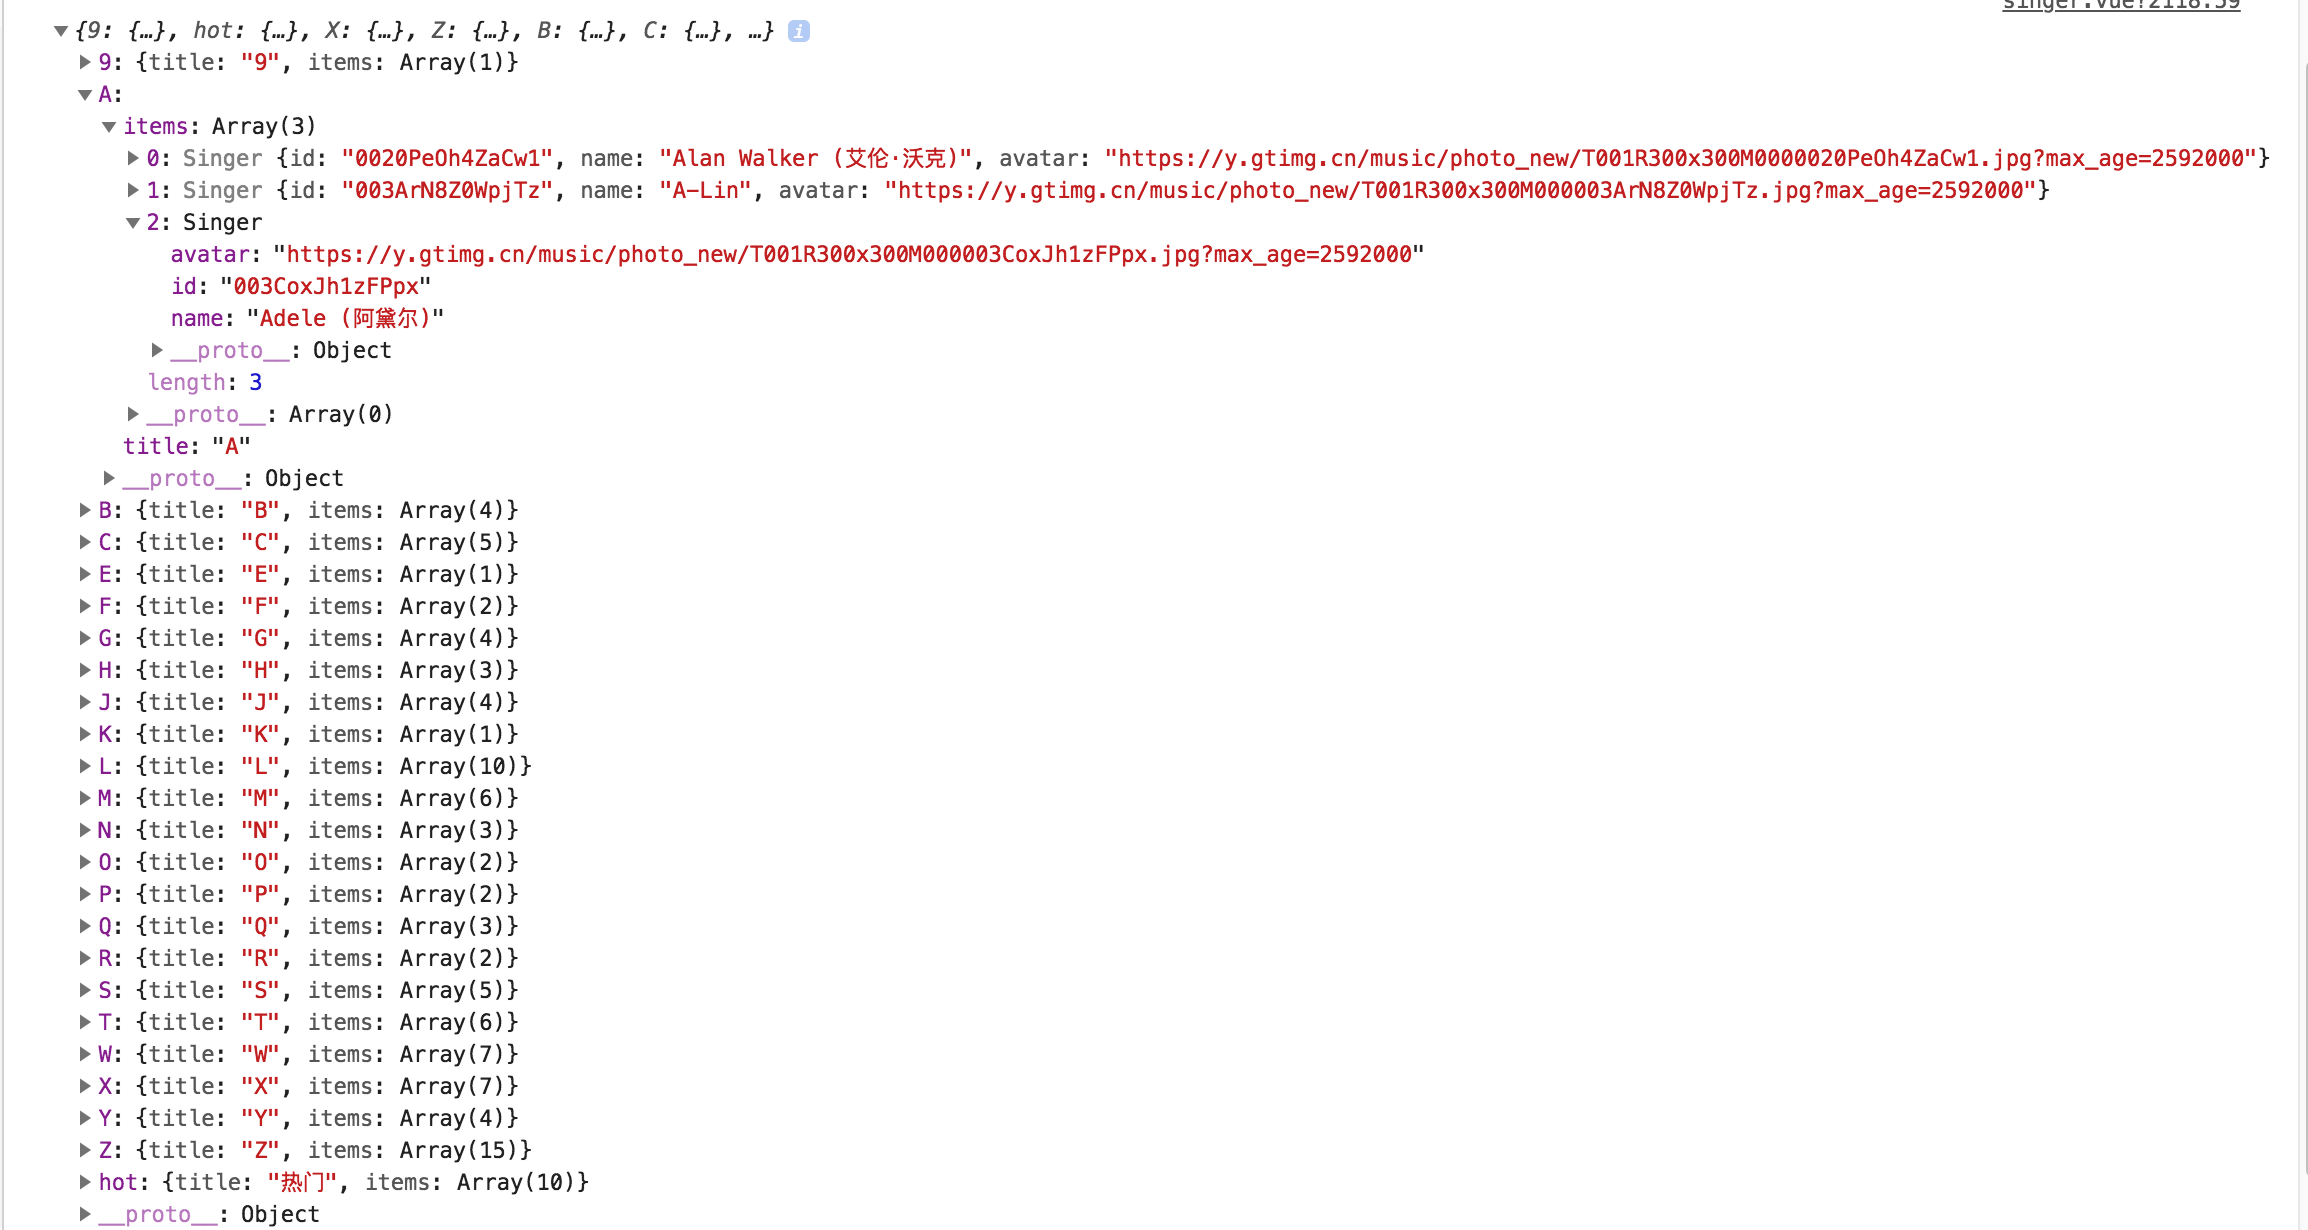 singer.vue?2118:59
{9: {…}, hot: {…}, X: {…}, Z: {…}, B: {…}, C: {…}, …} i
9: {title: "9", items: Array(1)}
A:
items: Array(3)
0: Singer {id: "0020PeOh4ZaCw1", name: "Alan Walker (艾伦·沃克)", avatar: "https://y.gtimg.cn/music/photo_new/T001R300x300M0000020PeOh4ZaCw1.jpg?max_age=2592000"}
1: Singer {id: "003ArN8Z0WpjTz", name: "A-Lin", avatar: "https://y.gtimg.cn/music/photo_new/T001R300x300M000003ArN8Z0WpjTz.jpg?max_age=2592000"}
2: Singer
avatar: "https://y.gtimg.cn/music/photo_new/T001R300x300M000003CoxJh1zFPpx.jpg?max_age=2592000"
id: "003CoxJh1zFPpx"
name: "Adele (阿黛尔)"
__proto__: Object
length: 3
__proto__: Array(0)
title: "A"
__proto__: Object
B: {title: "B", items: Array(4)}
C: {title: "C", items: Array(5)}
E: {title: "E", items: Array(1)}
F: {title: "F", items: Array(2)}
G: {title: "G", items: Array(4)}
H: {title: "H", items: Array(3)}
J: {title: "J", items: Array(4)}
K: {title: "K", items: Array(1)}
L: {title: "L", items: Array(10)}
M: {title: "M", items: Array(6)}
N: {title: "N", items: Array(3)}
O: {title: "O", items: Array(2)}
P: {title: "P", items: Array(2)}
Q: {title: "Q", items: Array(3)}
R: {title: "R", items: Array(2)}
S: {title: "S", items: Array(5)}
T: {title: "T", items: Array(6)}
W: {title: "W", items: Array(7)}
X: {title: "X", items: Array(7)}
Y: {title: "Y", items: Array(4)}
Z: {title: "Z", items: Array(15)}
hot: {title: "热门", items: Array(10)}
__proto__: Object